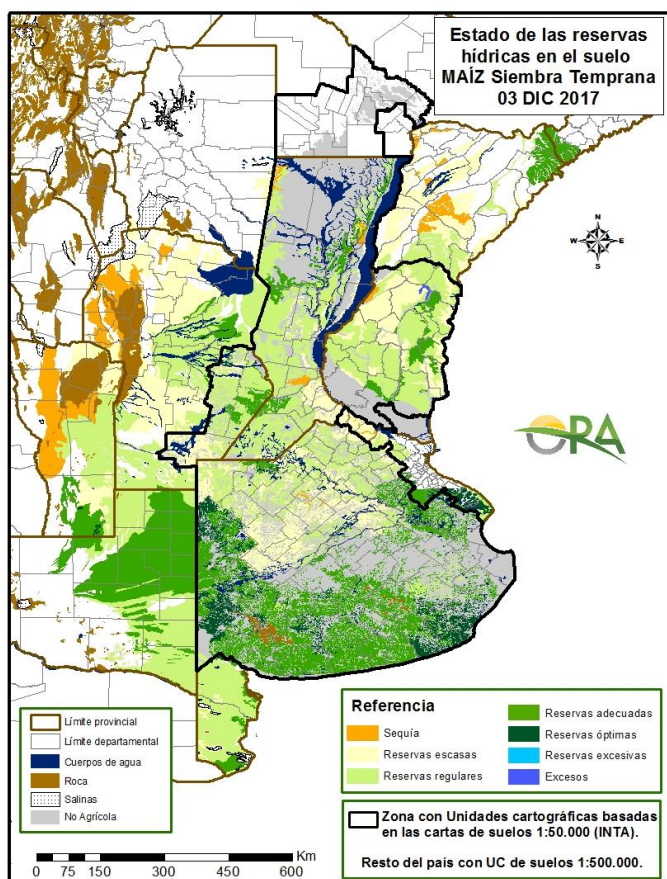 Estado de las reservas
hídricas en el suelo
MAÍZ Siembra Temprana
03 DIC 2017
N
W E
S
ORA
Límite provincial
Límite departamental
Cuerpos de agua
Roca
Salinas
No Agrícola
Referencia
Sequía
Reservas escasas
Reservas regulares
Reservas adecuadas
Reservas óptimas
Reservas excesivas
Excesos
Zona con Unidades cartográficas basadas
en las cartas de suelos 1:50.000 (INTA).
Resto del país con UC de suelos 1:500.000.
Km
0 75 150 300 450 600